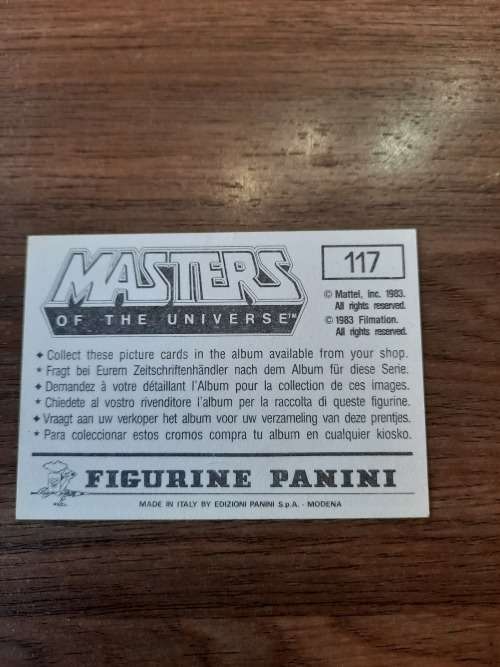 MASTERS
OF THE UNIVERSE™
117
© Mattel, Inc. 1983.
All rights reserved.
© 1983 Filmation.
All rights reserved.
✦ Collect these picture cards in the album available from your shop.
★ Fragt bei Eurem Zeitschriftenhändler nach dem Album für diese Serie.
✦ Demandez à votre détaillant l'Album pour la collection de ces images.
★ Chiedete al vostro rivenditore l'album per la raccolta di queste figurine.
✦ Vraagt aan uw verkoper het album voor uw verzameling van deze prentjes.
★ Para coleccionar estos cromos compra tu album en cualquier kiosko.
FIGURINE PANINI
MADE IN ITALY BY EDIZIONI PANINI S.p.A. - MODENA